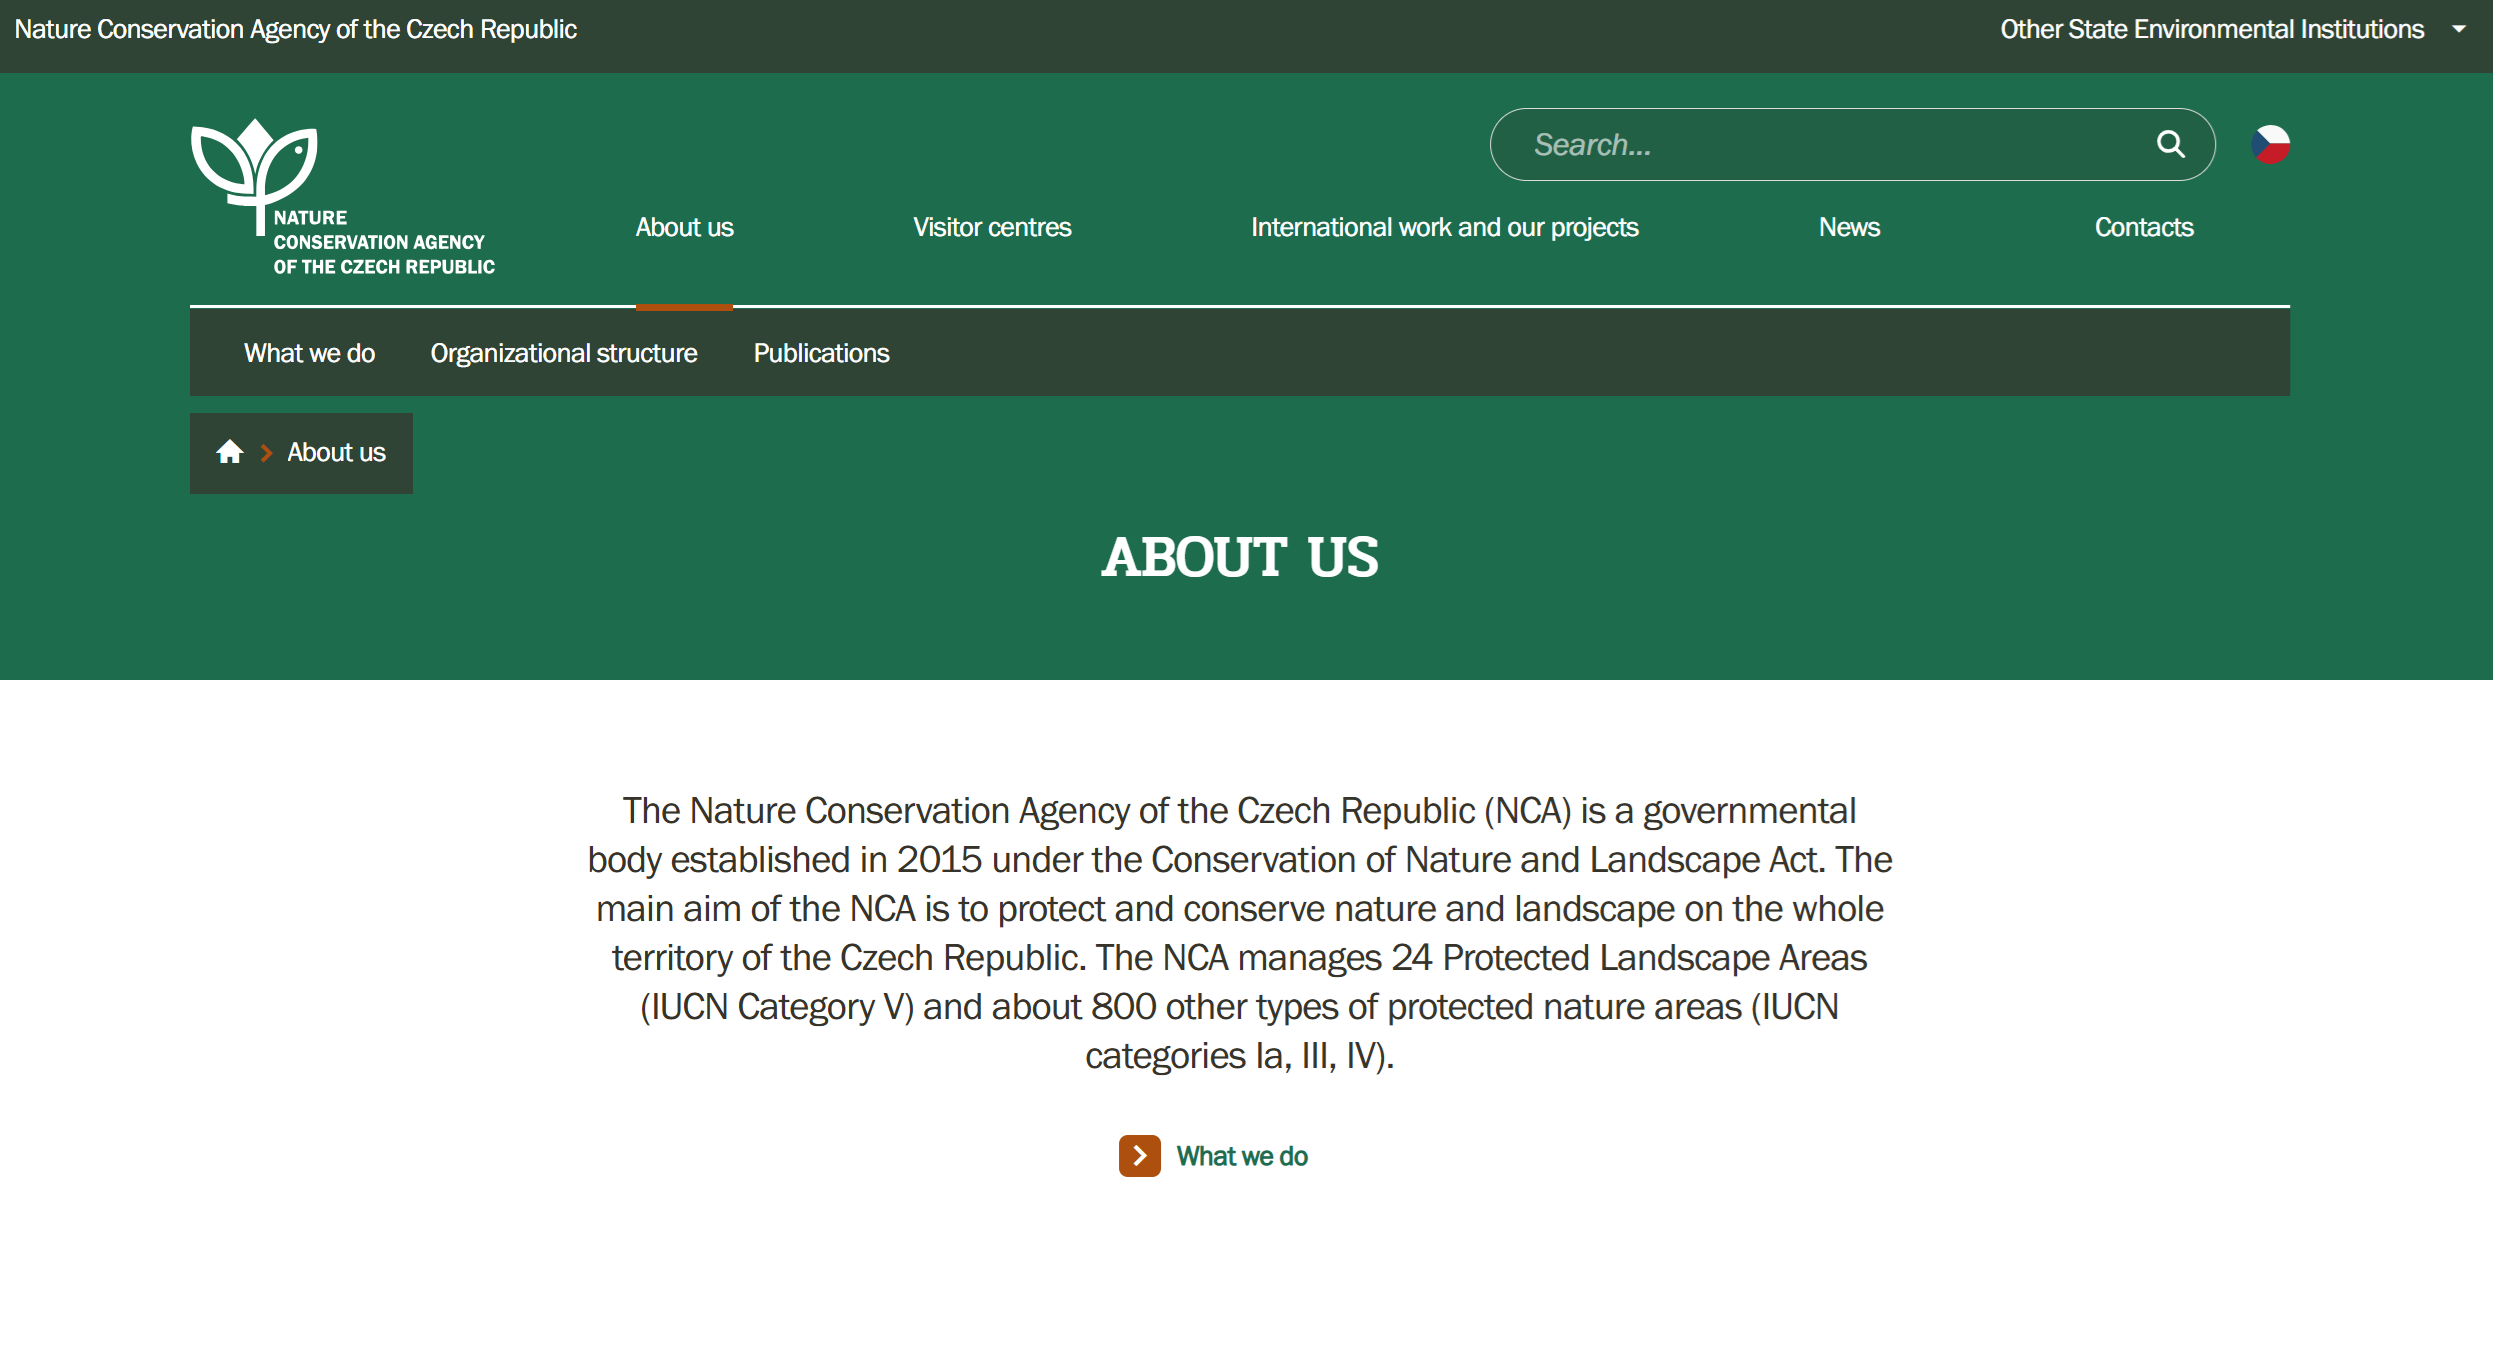 Nature Conservation Agency of the Czech Republic
Other State Environmental Institutions
Search...
NATURE
CONSERVATION AGENCY
OF THE CZECH REPUBLIC
About us
Visitor centres
International work and our projects
News
Contacts
What we do
Organizational structure
Publications
About us
ABOUT US
The Nature Conservation Agency of the Czech Republic (NCA) is a governmental
body established in 2015 under the Conservation of Nature and Landscape Act. The
main aim of the NCA is to protect and conserve nature and landscape on the whole
territory of the Czech Republic. The NCA manages 24 Protected Landscape Areas
(IUCN Category V) and about 800 other types of protected nature areas (IUCN
categories Ia, III, IV).
What we do